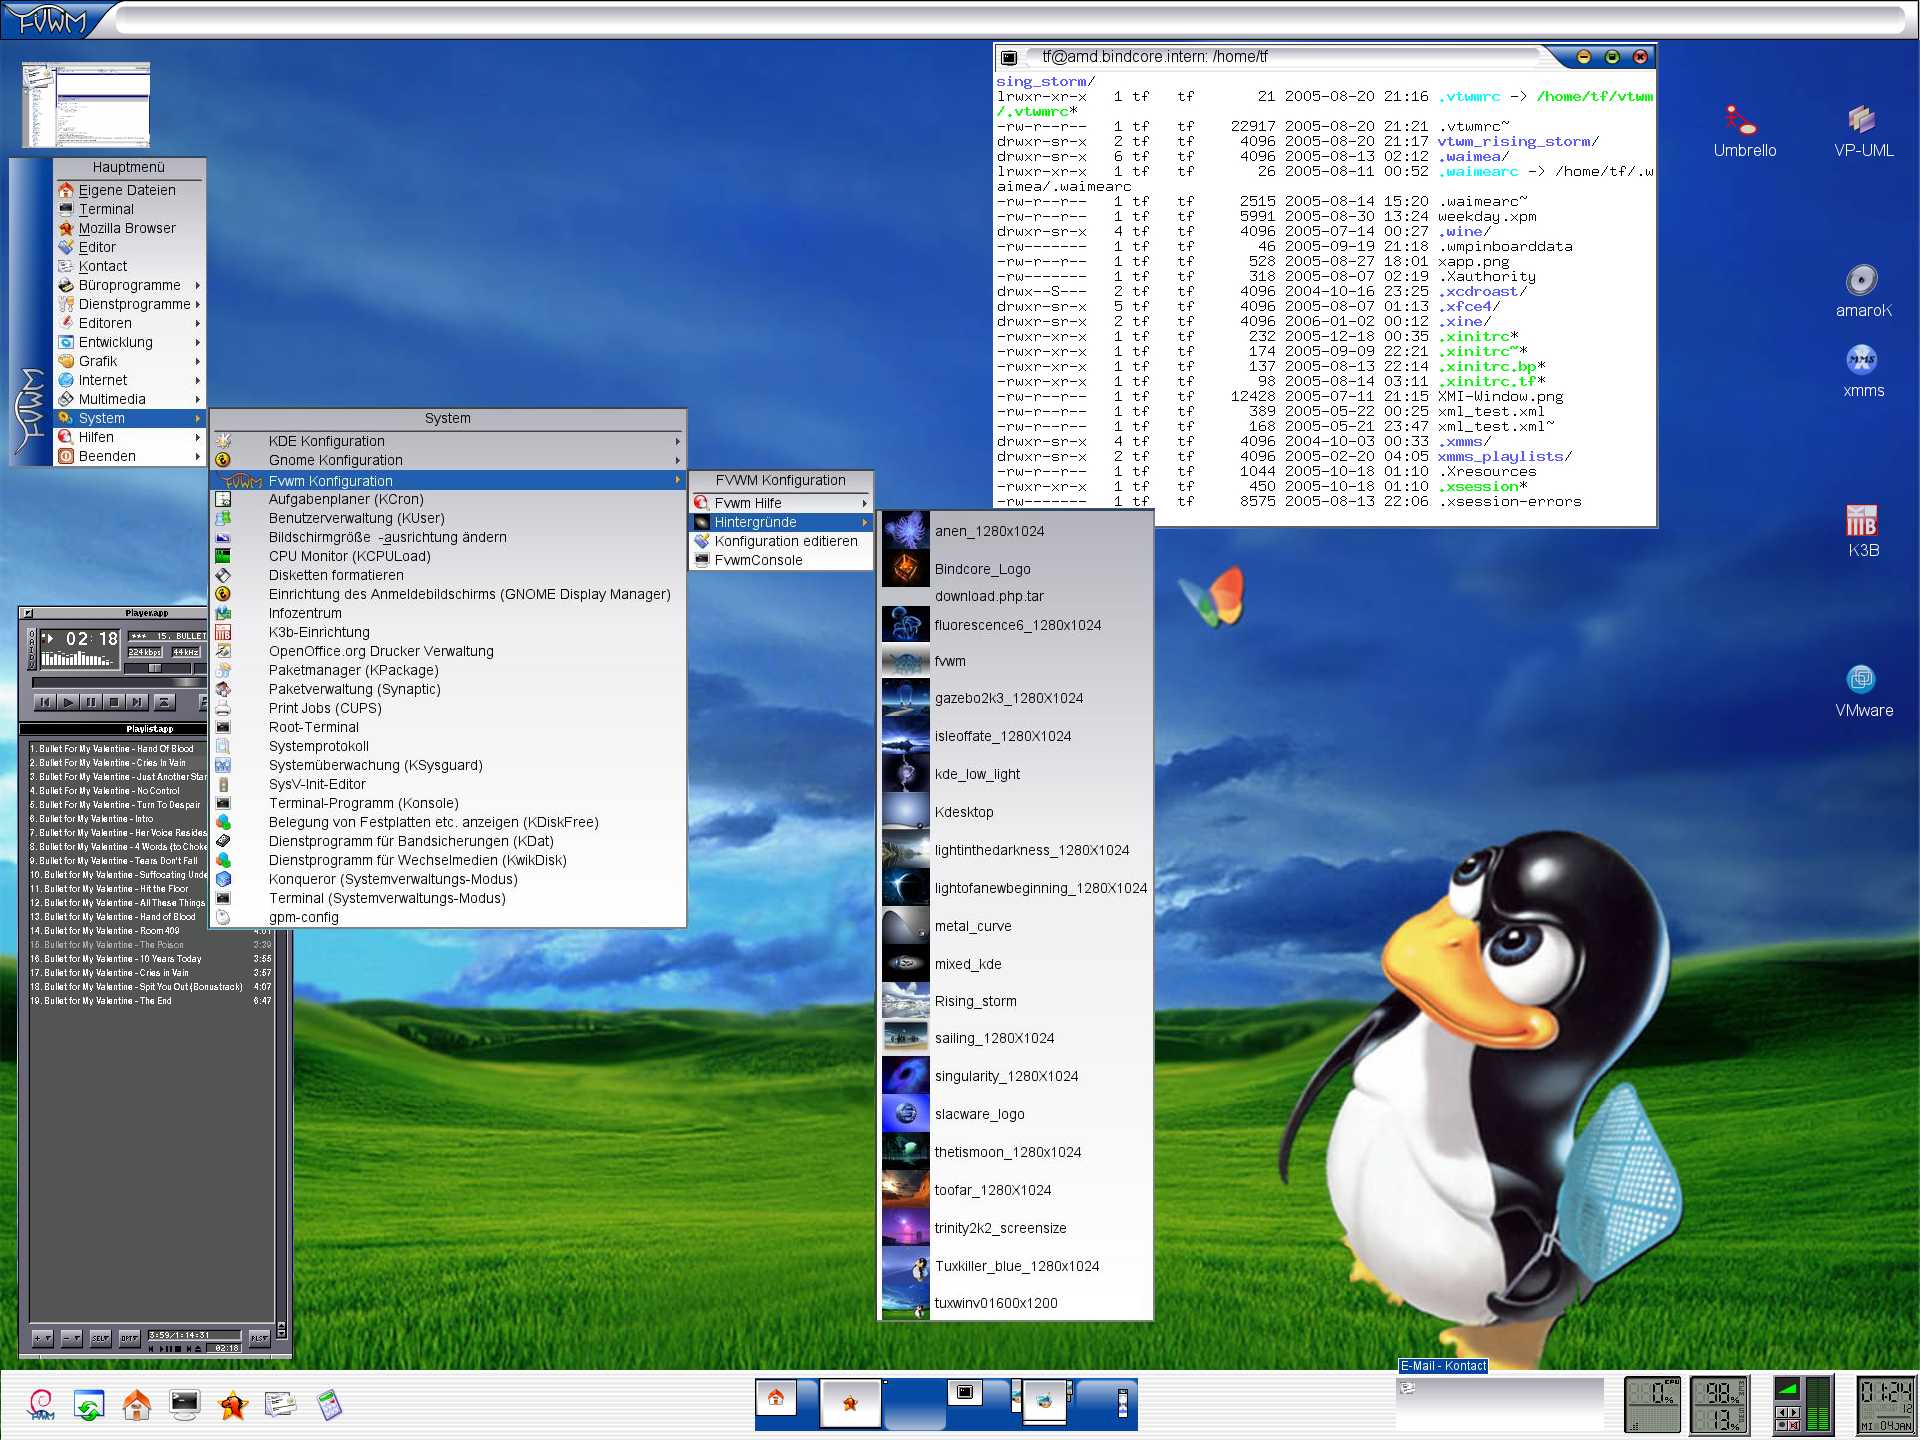 FVWM
tf@amd.bindcore.intern: /home/tf
sing_storm/
lrwxr-xr-x 1 tf tf 21 2005-08-20 21:16 .vtwmrc -> /home/tf/vtwm
/.vtwmrc*
-rw-r--r-- 1 tf tf 22917 2005-08-20 21:21 .vtwmrc~
drwxr-sr-x 2 tf tf 4096 2005-08-20 21:17 vtwm_rising_storm/
drwxr-sr-x 6 tf tf 4096 2005-08-13 02:12 .waimea/
lrwxr-xr-x 1 tf tf 26 2005-08-11 00:52 .waimearc -> /home/tf/.w
aimea/.waimearc
-rw-r--r-- 1 tf tf 2515 2005-08-14 15:20 .waimearc~
-rw-r--r-- 1 tf tf 5991 2005-08-30 13:24 weekday.xpm
drwxr-sr-x 4 tf tf 4096 2005-07-14 00:27 .wine/
-rw------- 1 tf tf 46 2005-09-19 21:18 .wmpinboarddata
-rw-r--r-- 1 tf tf 528 2005-08-27 18:01 xapp.png
-rw------- 1 tf tf 318 2005-08-07 02:19 .Xauthority
drwx--S--- 2 tf tf 4096 2004-10-16 23:25 .xcdroast/
drwxr-sr-x 5 tf tf 4096 2005-08-07 01:13 .xfce4/
drwxr-sr-x 2 tf tf 4096 2006-01-02 00:12 .xine/
-rwxr-xr-x 1 tf tf 232 2005-12-18 00:35 .xinitrc*
-rwxr-xr-x 1 tf tf 174 2005-09-09 22:21 .xinitrc~*
-rwxr-xr-x 1 tf tf 137 2005-08-13 22:14 .xinitrc.bp*
-rwxr-xr-x 1 tf tf 98 2005-08-14 03:11 .xinitrc.tf*
-rw-r--r-- 1 tf tf 12428 2005-07-11 21:15 XMI-Window.png
-rw-r--r-- 1 tf tf 389 2005-05-22 00:25 xml_test.xml
-rw-r--r-- 1 tf tf 168 2005-05-21 23:47 xml_test.xml~
drwxr-sr-x 4 tf tf 4096 2004-10-03 00:33 .xmms/
drwxr-sr-x 2 tf tf 4096 2005-02-20 04:05 xmms_playlists/
-rw-r--r-- 1 tf tf 1044 2005-10-18 01:10 .Xresources
-rwxr-xr-x 1 tf tf 450 2005-10-18 01:10 .xsession*
-rw------- 1 tf tf 8575 2005-08-13 22:06 .xsession-errors
Umbrello
VP-UML
amaroK
xmms
K3B
VMware
Hauptmenü
Eigene Dateien
Terminal
Mozilla Browser
Editor
Kontact
Büroprogramme
Dienstprogramme
Editoren
Entwicklung
Grafik
Internet
Multimedia
System
Hilfen
Beenden
FVWM
System
KDE Konfiguration
Gnome Konfiguration
Fvwm Konfiguration
Aufgabenplaner (KCron)
Benutzerverwaltung (KUser)
Bildschirmgröße -ausrichtung ändern
CPU Monitor (KCPULoad)
Disketten formatieren
Einrichtung des Anmeldebildschirms (GNOME Display Manager)
Infozentrum
K3b-Einrichtung
OpenOffice.org Drucker Verwaltung
Paketmanager (KPackage)
Paketverwaltung (Synaptic)
Print Jobs (CUPS)
Root-Terminal
Systemprotokoll
Systemüberwachung (KSysguard)
SysV-Init-Editor
Terminal-Programm (Konsole)
Belegung von Festplatten etc. anzeigen (KDiskFree)
Dienstprogramm für Bandsicherungen (KDat)
Dienstprogramm für Wechselmedien (KwikDisk)
Konqueror (Systemverwaltungs-Modus)
Terminal (Systemverwaltungs-Modus)
gpm-config
FVWM Konfiguration
Fvwm Hilfe
Hintergründe
Konfiguration editieren
FvwmConsole
anen_1280x1024
Bindcore_Logo
download.php.tar
fluorescence6_1280x1024
fvwm
gazebo2k3_1280X1024
isleoffate_1280X1024
kde_low_light
Kdesktop
lightinthedarkness_1280X1024
lightofanewbeginning_1280X1024
metal_curve
mixed_kde
Rising_storm
sailing_1280X1024
singularity_1280X1024
slacware_logo
thetismoon_1280X1024
toofar_1280X1024
trinity2k2_screensize
Tuxkiller_blue_1280x1024
tuxwinv01600x1200
Player.app
02:18
*** 15. BULLET
224kbps 44kHz
Playlist.app
1. Bullet For My Valentine - Hand Of Blood
2. Bullet For My Valentine - Cries In Vain
3. Bullet For My Valentine - Just Another Star
4. Bullet For My Valentine - No Control
5. Bullet For My Valentine - Turn To Despair
6. Bullet for My Valentine - Intro
7. Bullet for My Valentine - Her Voice Resides
8. Bullet for My Valentine - 4 Words (to Choke
9. Bullet for My Valentine - Tears Don't Fall
10. Bullet for My Valentine - Suffocating Unde
11. Bullet for My Valentine - Hit the Floor
12. Bullet for My Valentine - All These Things
13. Bullet for My Valentine - Hand of Blood
14. Bullet for My Valentine - Room 409 4:01
15. Bullet for My Valentine - The Poison 3:39
16. Bullet for My Valentine - 10 Years Today 3:55
17. Bullet for My Valentine - Cries in Vain 3:57
18. Bullet for My Valentine - Spit You Out (Bonustrack) 4:07
19. Bullet for My Valentine - The End 6:47
3:59/1:14:31
02:18
E-Mail - Kontact
CPU
0%
98%
13%
01:24
12
MI 04 JAN